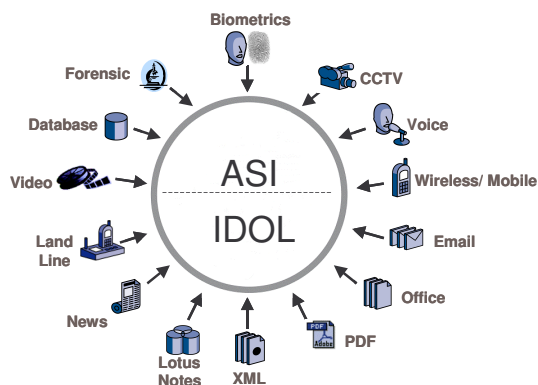 Biometrics
Forensic
CCTV
Database
Voice
Video
Wireless/ Mobile
ASI
IDOL
Land
Line
Email
News
Office
Lotus
Notes
XML
PDF
PDF
Adobe